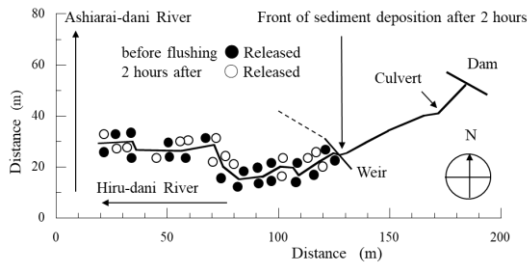 Ashiarai-dani River
Front of sediment deposition after 2 hours
before flushing ● Released
2 hours after ○ Released
Dam
Culvert
N
Weir
Hiru-dani River
Distance (m)
80
60
40
20
0
0 50 100 150 200
Distance (m)